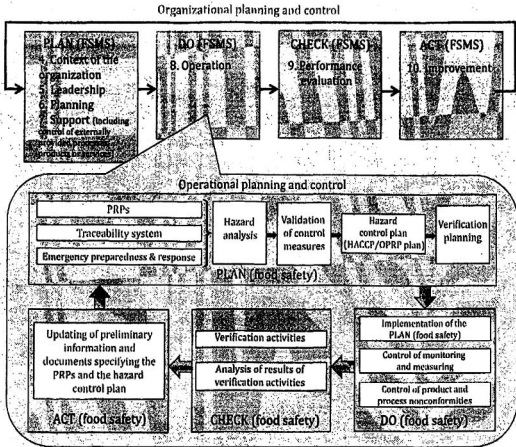 Organizational planning and control
PLAN (FSMS)
4. Context of the
organization
5. Leadership
6. Planning
7. Support (including
control of externally
provided processes,
products or services)
DO (FSMS)
8. Operation
CHECK (FSMS)
9. Performance
evaluation
ACT (FSMS)
10. Improvement
Operational planning and control
PRPs
Traceability system
Emergency preparedness & response
Hazard
analysis
Validation
of control
measures
Hazard
control plan
(HACCP/OPRP plan)
Verification
planning
PLAN (food safety)
Updating of preliminary
information and
documents specifying the
PRPs and the hazard
control plan
ACT (food safety)
Verification activities
Analysis of results of
verification activities
CHECK (food safety)
Implementation of the
PLAN (food safety)
Control of monitoring
and measuring
Control of product and
process nonconformities
DO (food safety)